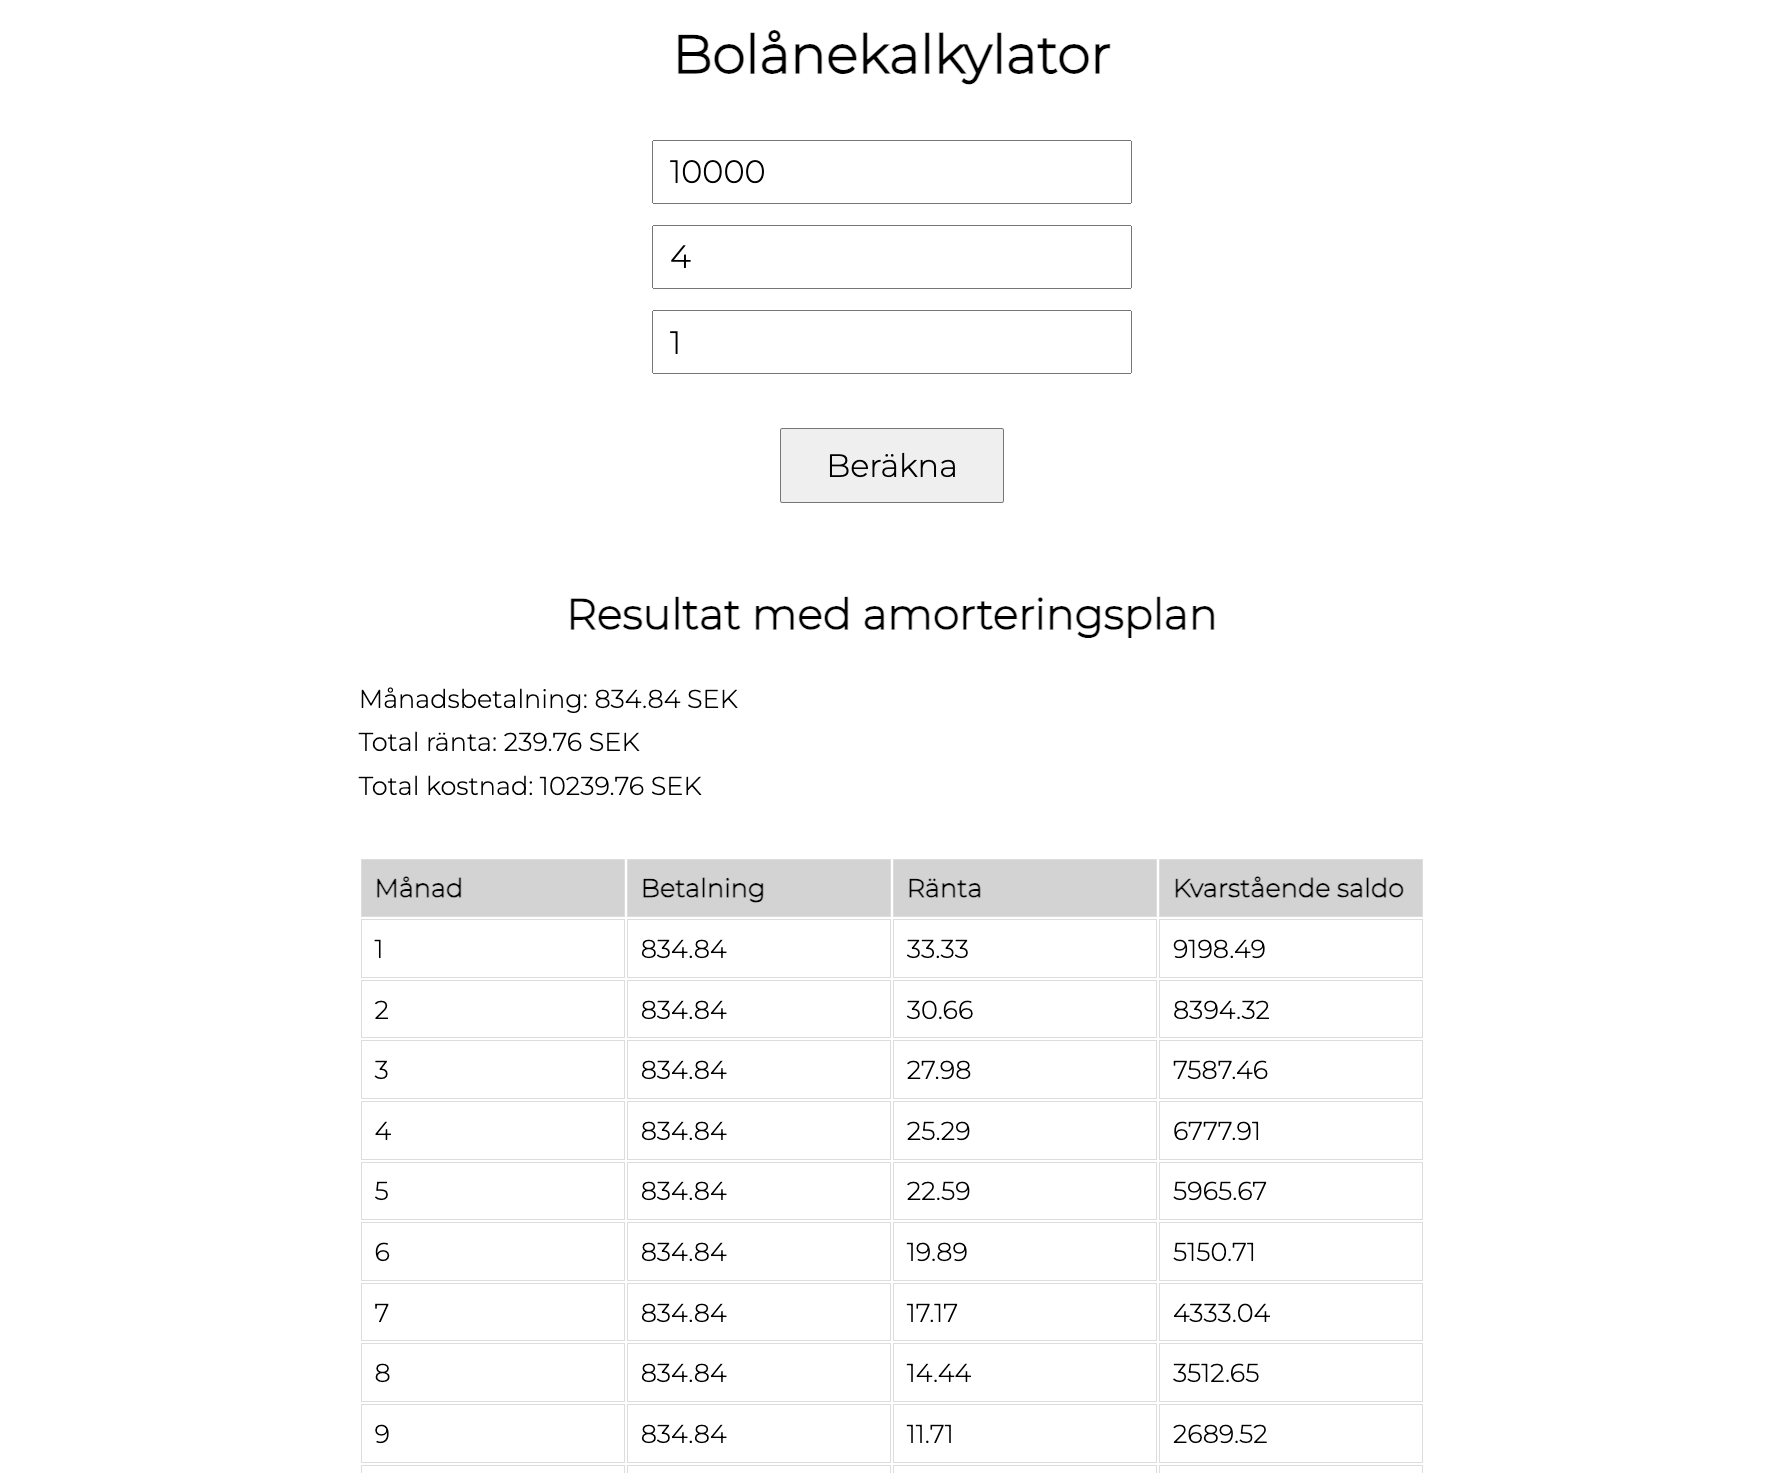 Bolånekalkylator
10000
4
1
Beräkna
Resultat med amorteringsplan
Månadsbetalning: 834.84 SEK
Total ränta: 239.76 SEK
Total kostnad: 10239.76 SEK
Månad Betalning Ränta Kvarstående saldo
1 834.84 33.33 9198.49
2 834.84 30.66 8394.32
3 834.84 27.98 7587.46
4 834.84 25.29 6777.91
5 834.84 22.59 5965.67
6 834.84 19.89 5150.71
7 834.84 17.17 4333.04
8 834.84 14.44 3512.65
9 834.84 11.71 2689.52